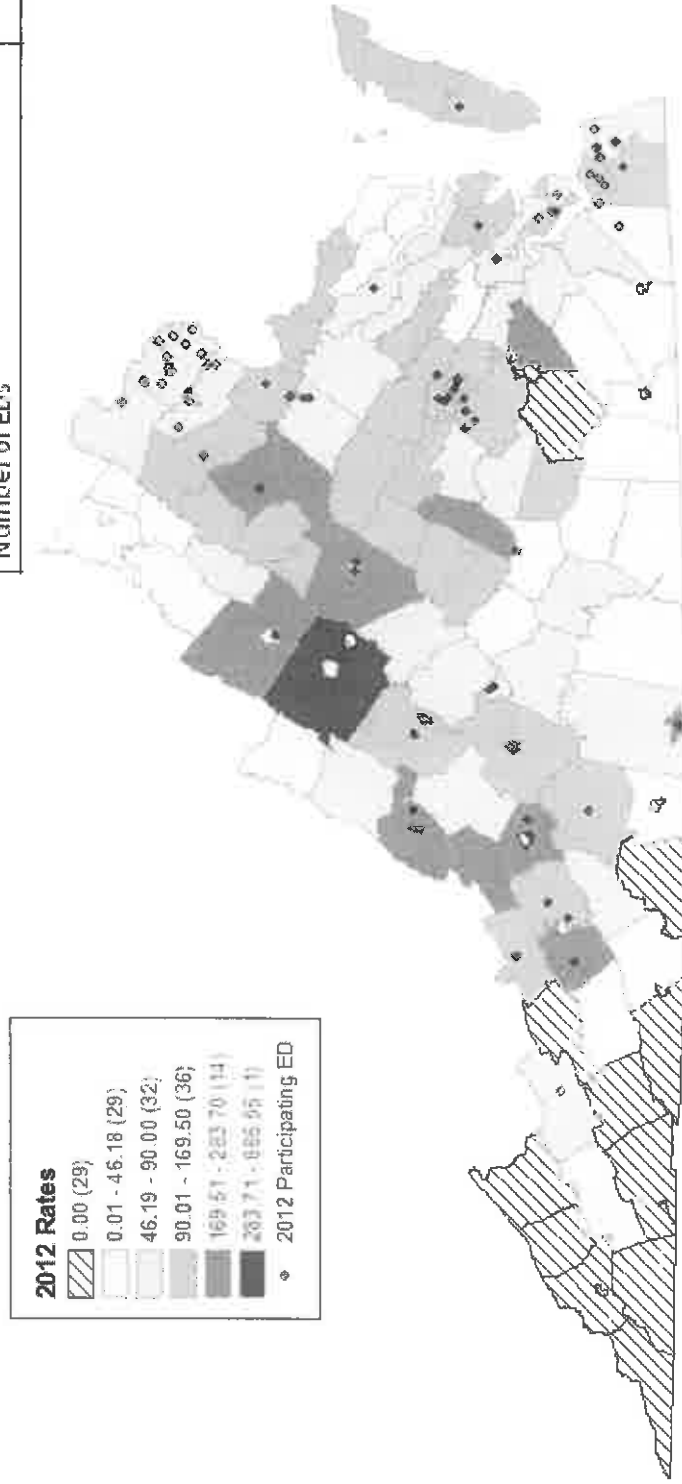 Number of ED's
2012 Rates
0.00 (29)
0.01 - 46.18 (29)
46.19 - 90.00 (32)
90.01 - 169.50 (36)
2012 Participating ED